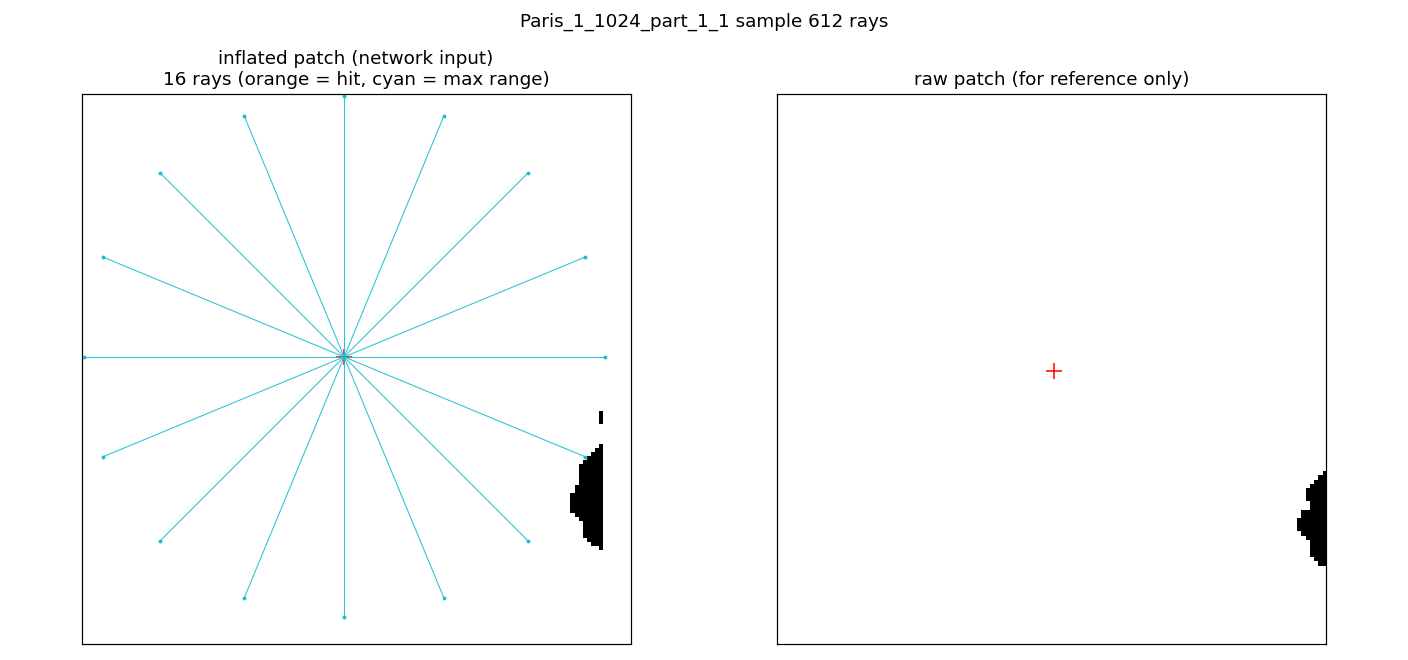 Paris_1_1024_part_1_1 sample 612 rays
inflated patch (network input)
16 rays (orange = hit, cyan = max range)
raw patch (for reference only)